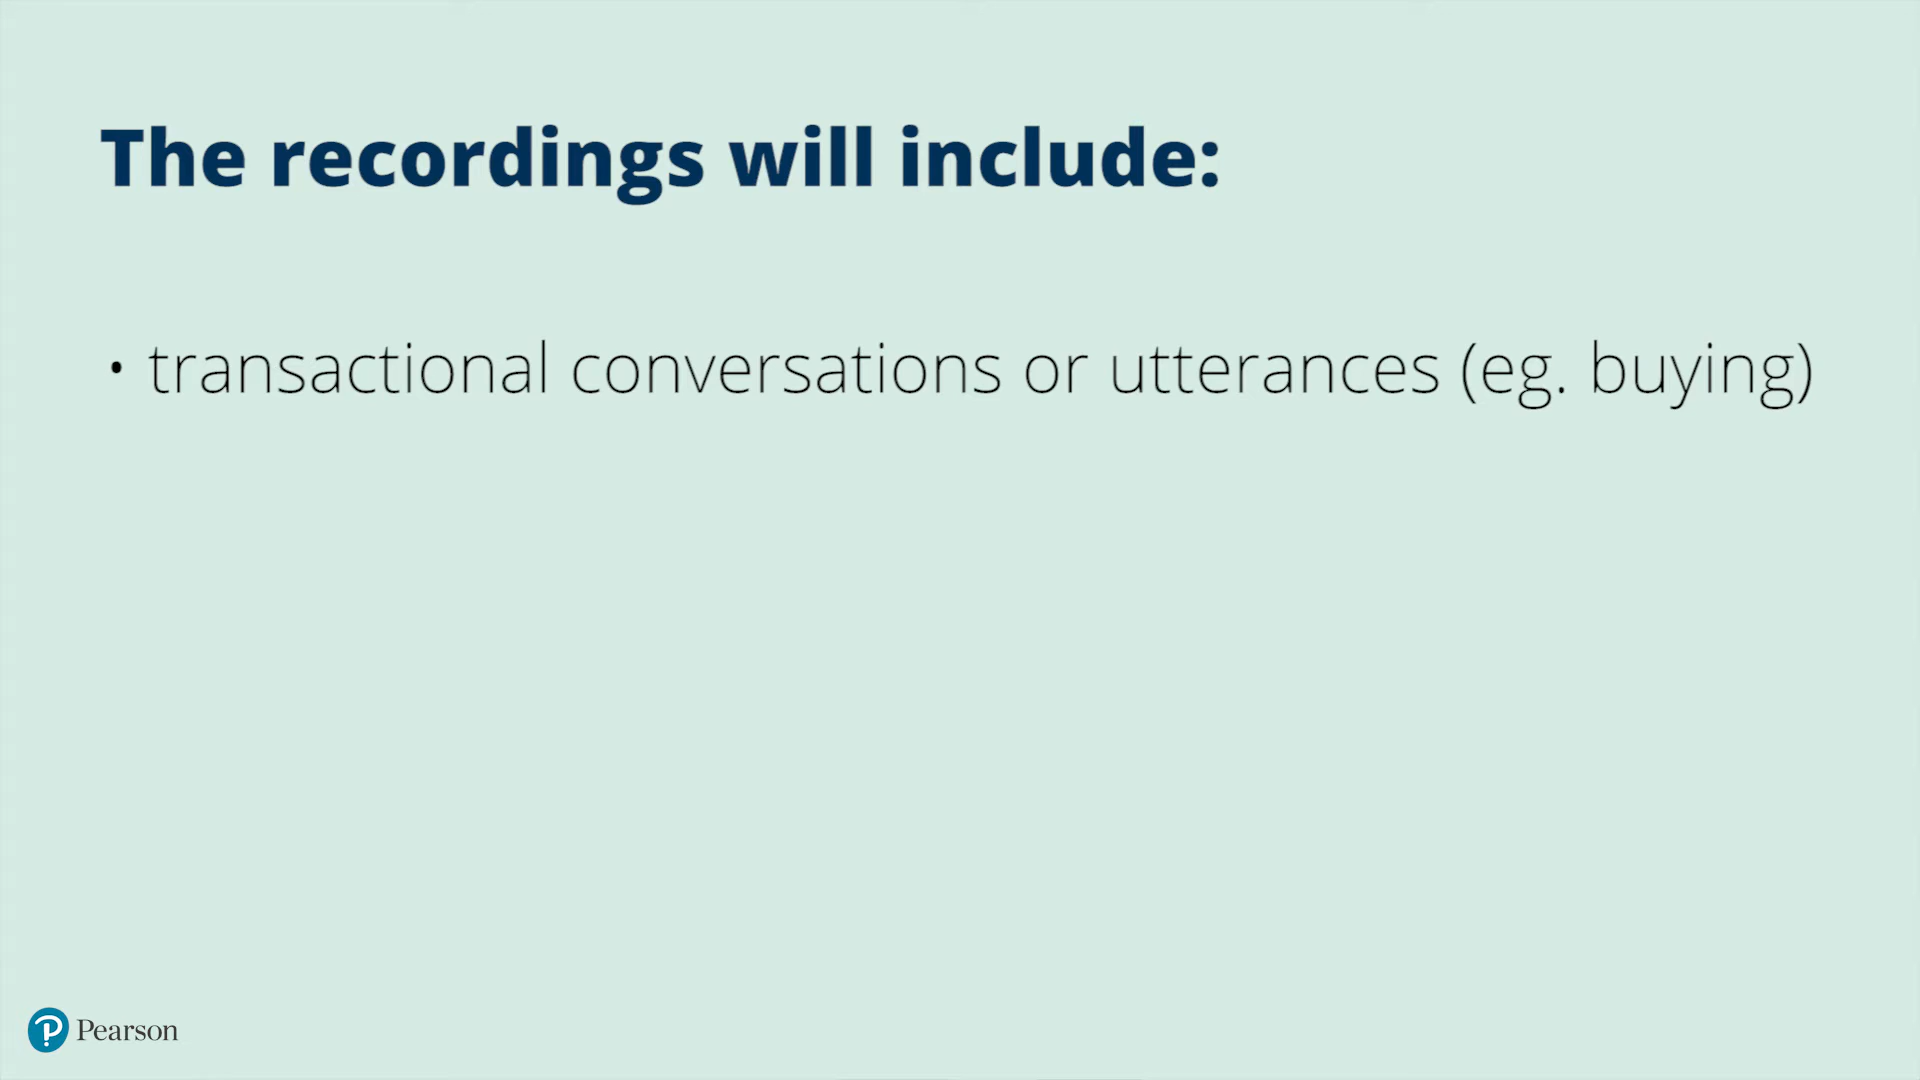 The recordings will include:
• transactional conversations or utterances (eg. buying)
Pearson